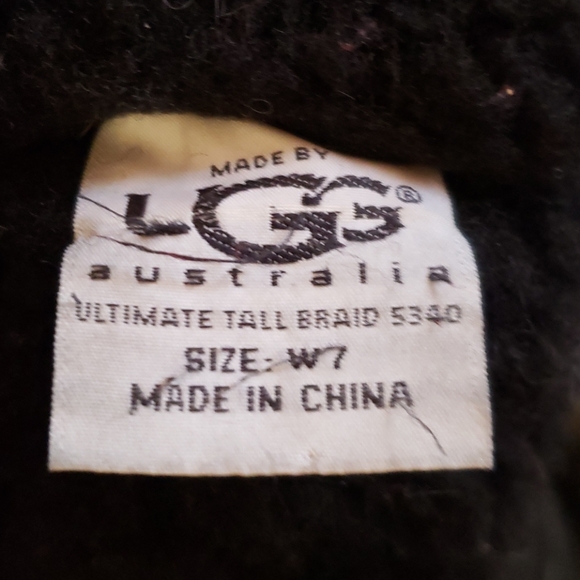 MADE BY
UGG®
australia
ULTIMATE TALL BRAID 5340
SIZE: W7
MADE IN CHINA